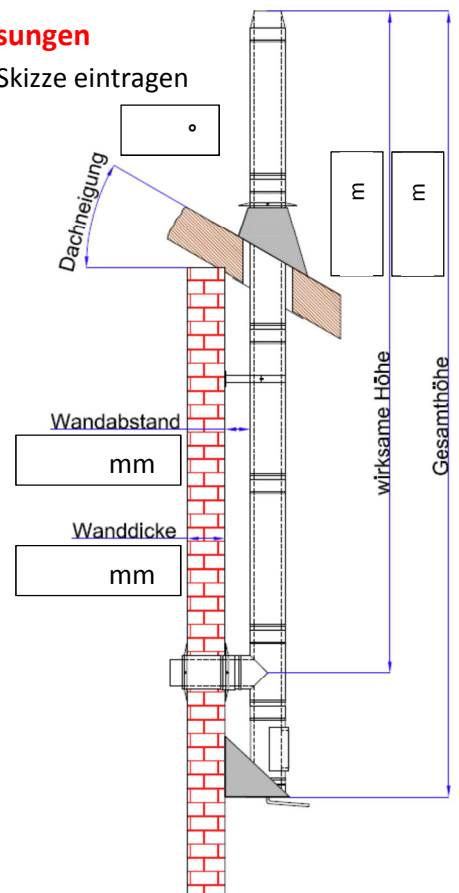 sungen
Skizze eintragen
°
Dachneigung
m
m
Wandabstand
mm
wirksame Höhe
Gesamthöhe
Wanddicke
mm